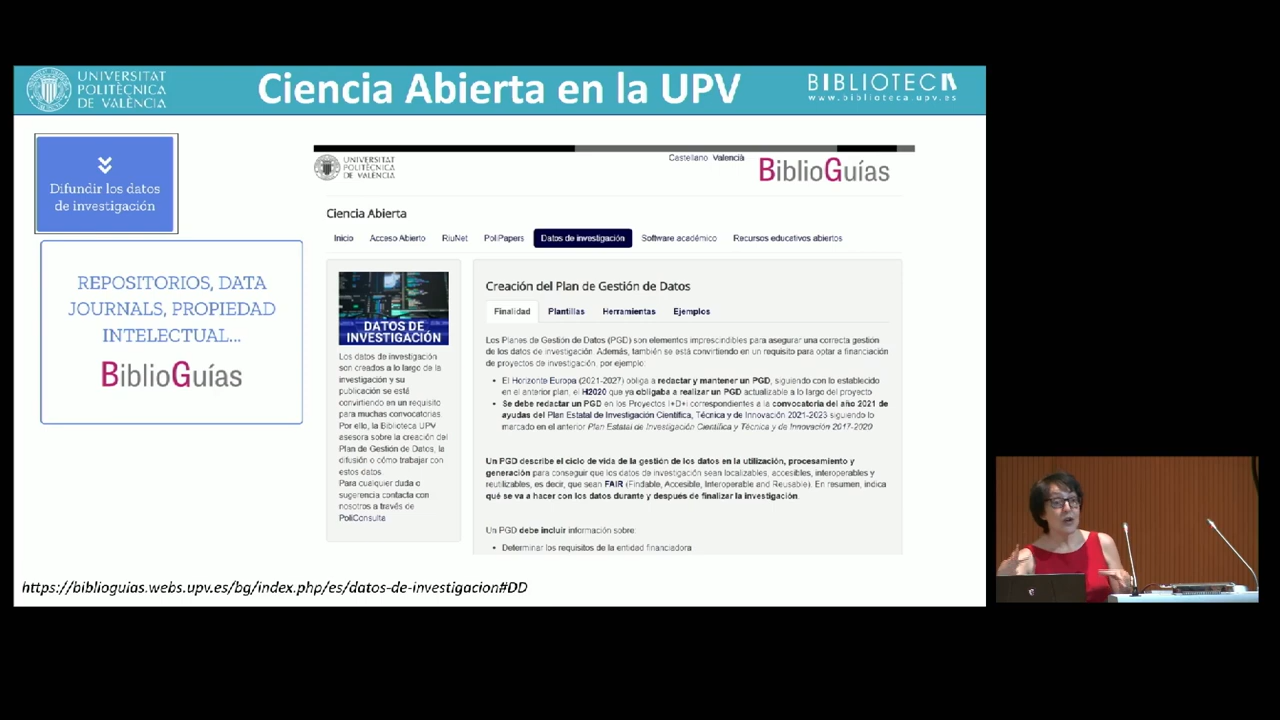 UNIVERSITAT
POLITÈCNICA
DE VALÈNCIA
Ciencia Abierta en la UPV
BIBLIOTECA
www.biblioteca.upv.es
Difundir los datos
de investigación
REPOSITORIOS, DATA
JOURNALS, PROPIEDAD
INTELECTUAL...
BiblioGuías
UNIVERSITAT
POLITÈCNICA
DE VALÈNCIA
Castellano Valencià
BiblioGuías
Ciencia Abierta
Inicio Acceso Abierto RiuNet PoliPapers Datos de investigación Software académico Recursos educativos abiertos
DATOS DE
INVESTIGACIÓN
Los datos de investigación
son creados a lo largo de la
investigación y su
publicación se está
convirtiendo en un requisito
para muchas convocatorias.
Por ello, la Biblioteca UPV
asesora sobre la creación del
Plan de Gestión de Datos, la
difusión o cómo trabajar con
estos datos.
Para cualquier duda o
sugerencia contacta con
nosotros a través de
PoliConsulta
Creación del Plan de Gestión de Datos
Finalidad Plantillas Herramientas Ejemplos
Los Planes de Gestión de Datos (PGD) son elementos imprescindibles para asegurar una correcta gestión
de los datos de investigación. Además, también se está convirtiendo en un requisito para optar a financiación
de proyectos de investigación, por ejemplo:
• El Horizonte Europa (2021-2027) obliga a redactar y mantener un PGD, siguiendo con lo establecido
en el anterior plan, el H2020 que ya obligaba a realizar un PGD actualizable a lo largo del proyecto
• Se debe redactar un PGD en los Proyectos I+D+i correspondientes a la convocatoria del año 2021 de
ayudas del Plan Estatal de Investigación Científica, Técnica y de Innovación 2021-2023 siguiendo lo
marcado en el anterior Plan Estatal de Investigación Científica y Técnica y de Innovación 2017-2020
Un PGD describe el ciclo de vida de la gestión de los datos en la utilización, procesamiento y
generación para conseguir que los datos de investigación sean localizables, accesibles, interoperables y
reutilizables, es decir, que sean FAIR (Findable, Accesible, Interoperable and Reusable). En resumen, indica
qué se va a hacer con los datos durante y después de finalizar la investigación.
Un PGD debe incluir información sobre:
• Determinar los requisitos de la entidad financiadora
https://biblioguias.webs.upv.es/bg/index.php/es/datos-de-investigacion#DD